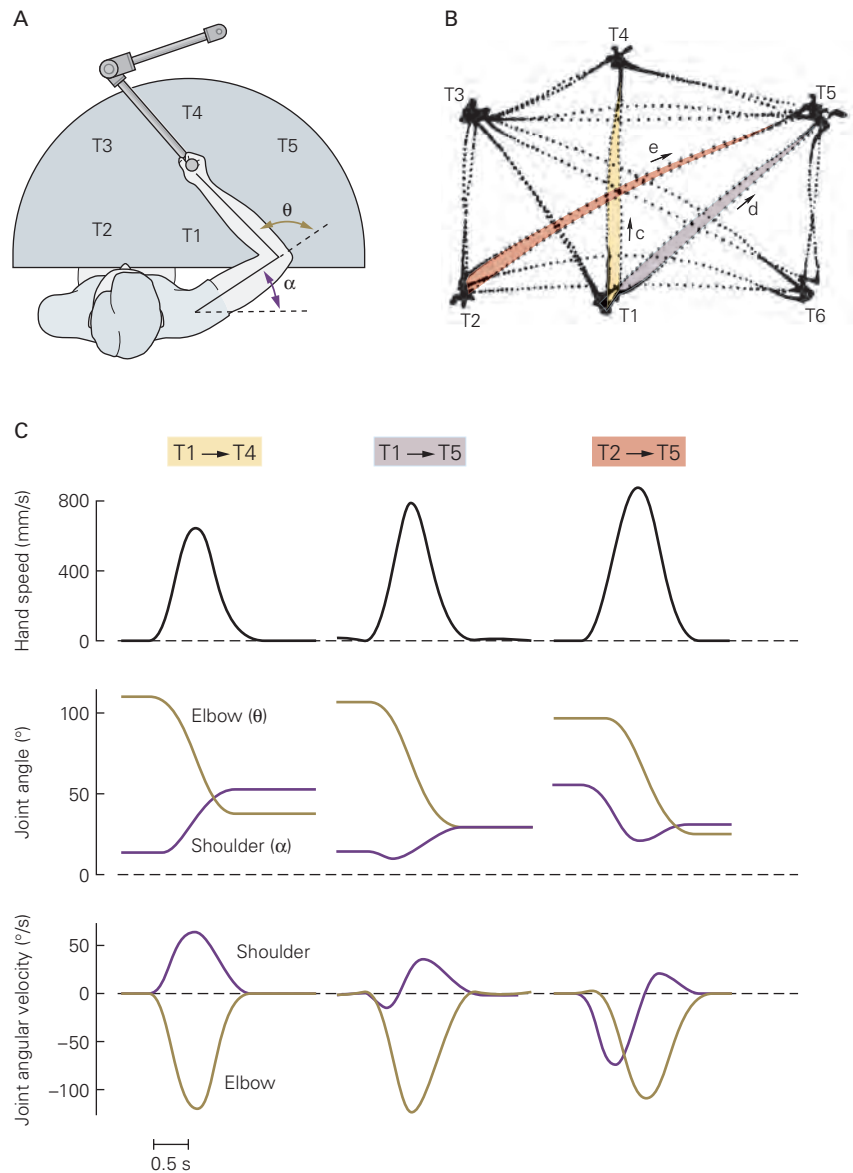 A
T4
T3
T5
θ
T2
T1
α
B
T4
T3
T5
e
d
c
T2
T1
T6
C
T1 → T4
T1 → T5
T2 → T5
Hand speed (mm/s)
800
400
0
Joint angle (°)
100
50
0
Elbow (θ)
Shoulder (α)
Joint angular velocity (°/s)
50
0
−50
−100
Shoulder
Elbow
0.5 s